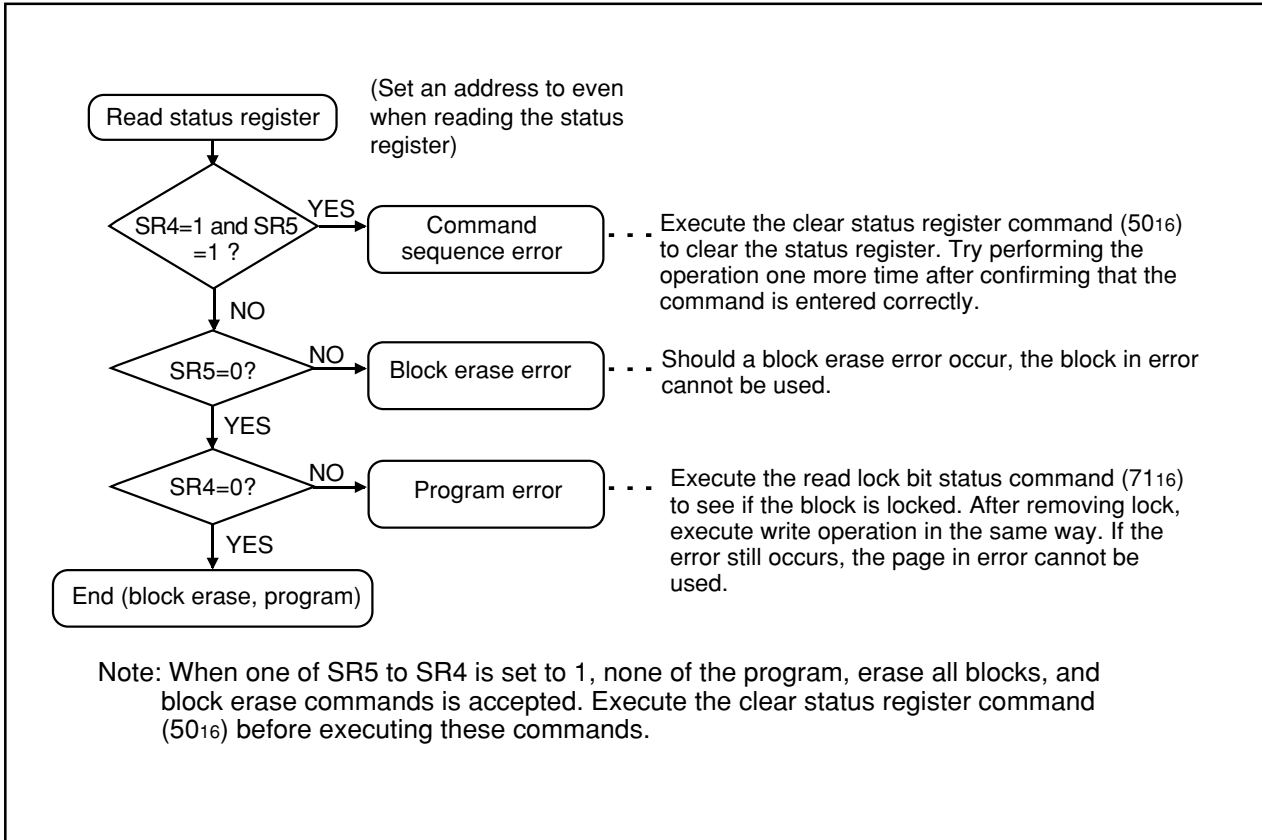 Read status register
(Set an address to even
when reading the status
register)
SR4=1 and SR5
=1 ?
YES
Command
sequence error
Execute the clear status register command (5016)
to clear the status register. Try performing the
operation one more time after confirming that the
command is entered correctly.
NO
SR5=0?
NO
Block erase error
Should a block erase error occur, the block in error
cannot be used.
YES
SR4=0?
NO
Program error
Execute the read lock bit status command (7116)
to see if the block is locked. After removing lock,
execute write operation in the same way. If the
error still occurs, the page in error cannot be
used.
YES
End (block erase, program)
Note: When one of SR5 to SR4 is set to 1, none of the program, erase all blocks, and
block erase commands is accepted. Execute the clear status register command
(5016) before executing these commands.